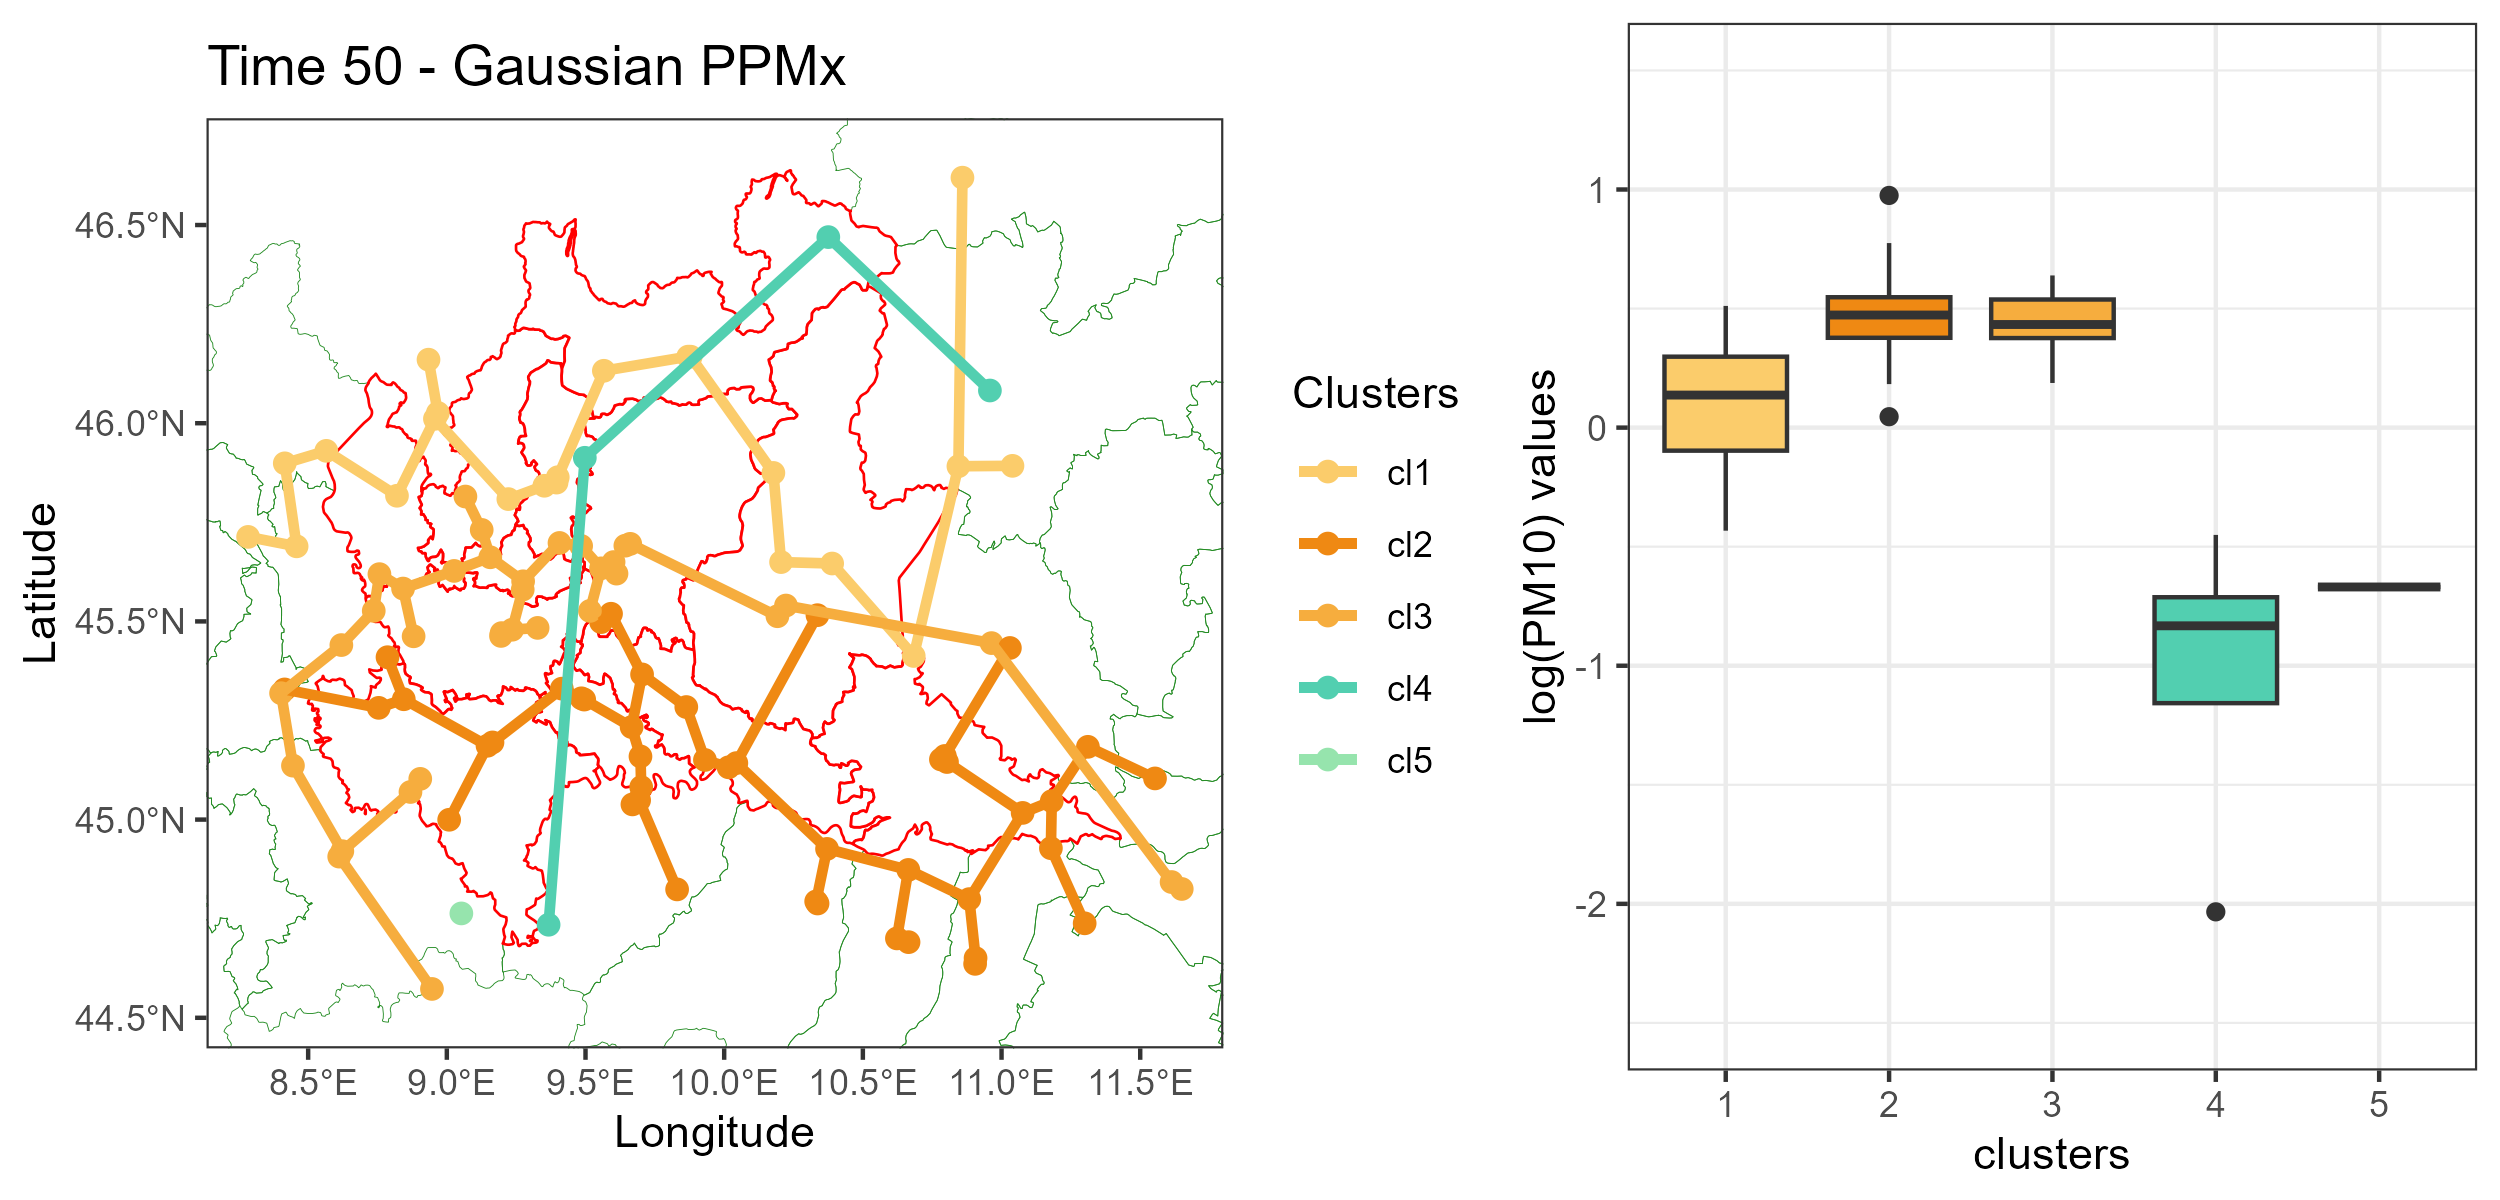 Time 50 - Gaussian PPMx
Latitude
46.5°N
46.0°N
45.5°N
45.0°N
44.5°N
8.5°E 9.0°E 9.5°E 10.0°E 10.5°E 11.0°E 11.5°E
Longitude
Clusters
cl1
cl2
cl3
cl4
cl5
log(PM10) values
1
0
-1
-2
1 2 3 4 5
clusters